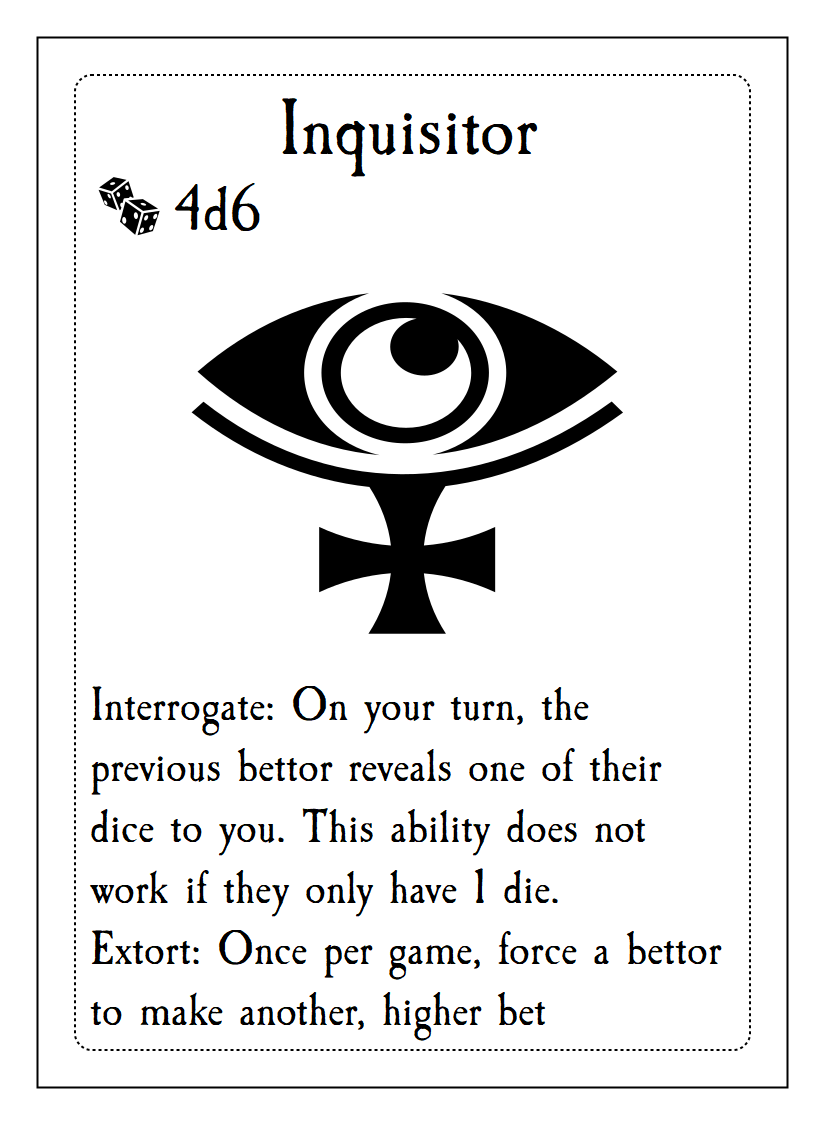 Inquisitor
4d6
Interrogate: On your turn, the
previous bettor reveals one of their
dice to you. This ability does not
work if they only have 1 die.
Extort: Once per game, force a bettor
to make another, higher bet